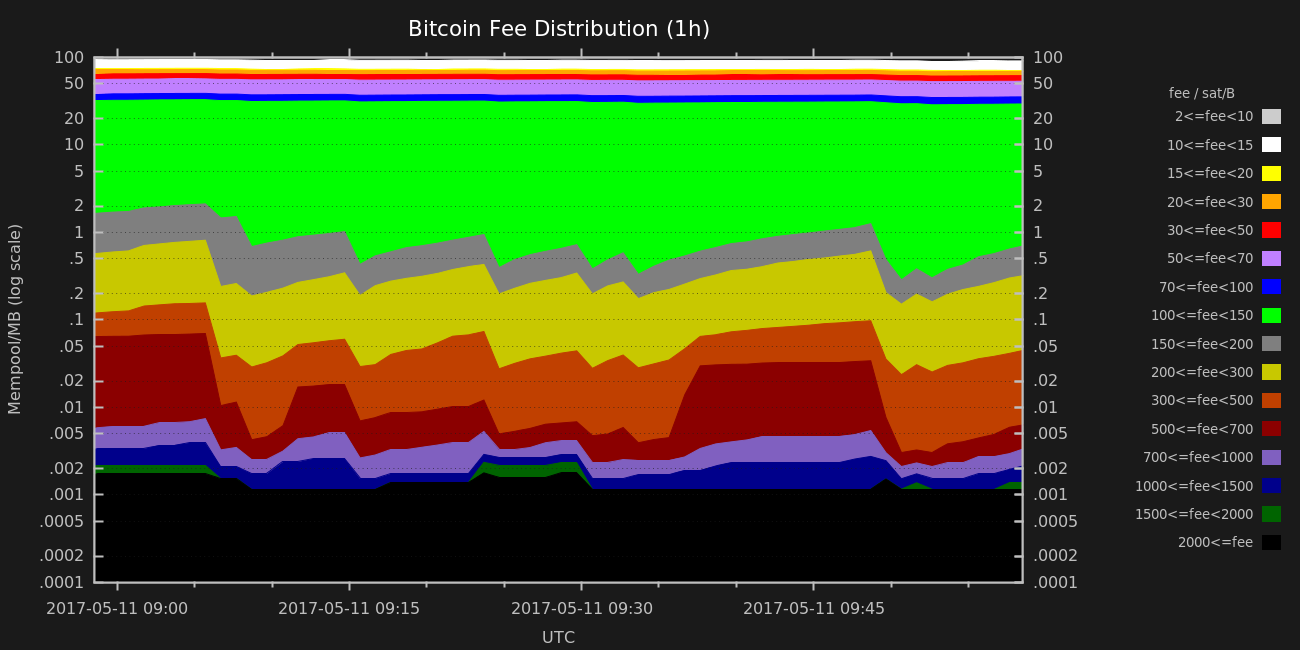 Bitcoin Fee Distribution (1h)
Mempool/MB (log scale)
100
50
20
10
5
2
1
.5
.2
.1
.05
.02
.01
.005
.002
.001
.0005
.0002
.0001
100
50
20
10
5
2
1
.5
.2
.1
.05
.02
.01
.005
.002
.001
.0005
.0002
.0001
2017-05-11 09:00 2017-05-11 09:15 2017-05-11 09:30 2017-05-11 09:45
UTC
fee / sat/B
2<=fee<10
10<=fee<15
15<=fee<20
20<=fee<30
30<=fee<50
50<=fee<70
70<=fee<100
100<=fee<150
150<=fee<200
200<=fee<300
300<=fee<500
500<=fee<700
700<=fee<1000
1000<=fee<1500
1500<=fee<2000
2000<=fee